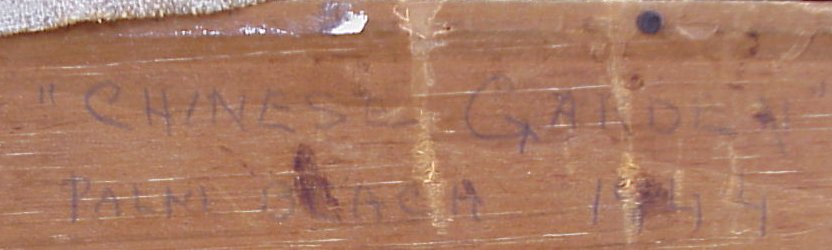 "CHINESE GARDEN"
PALM BEACH 1944